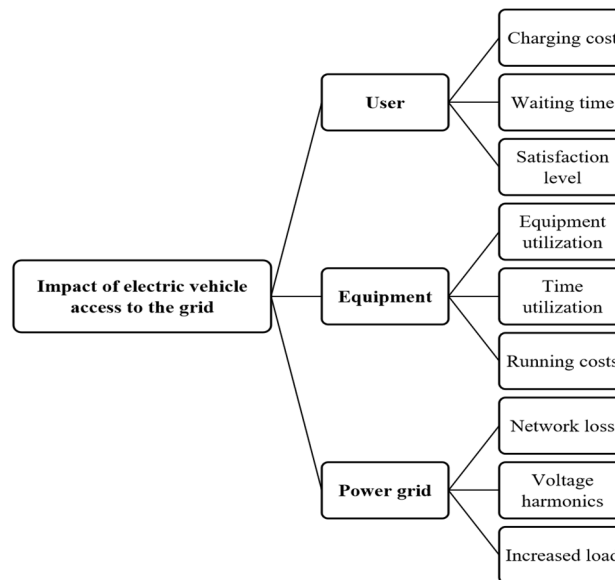 Charging cost
User
Waiting time
Satisfaction
level
Equipment
utilization
Impact of electric vehicle
access to the grid
Equipment
Time
utilization
Running costs
Network loss
Power grid
Voltage
harmonics
Increased load